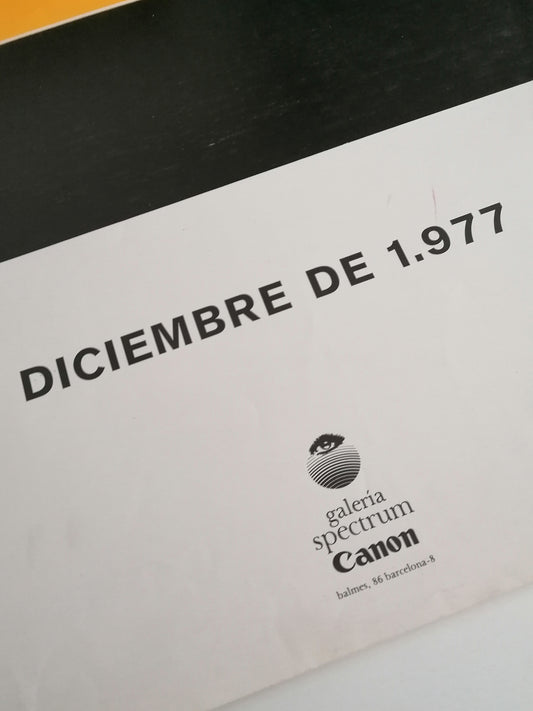 DICIEMBRE DE 1.977
galería
spectrum
Canon
balmes, 86 barcelona-8